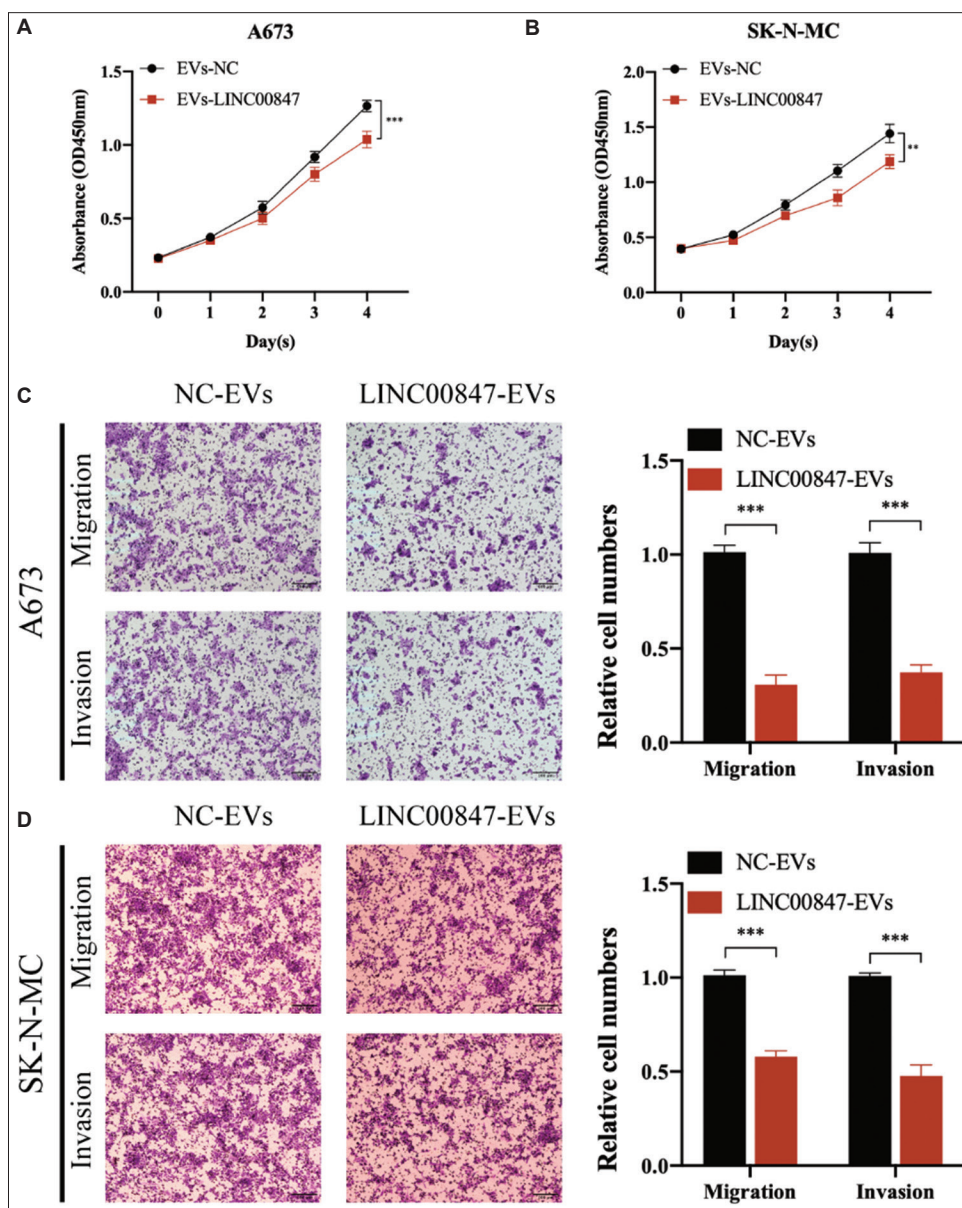 A
A673
EVs-NC
EVs-LINC00847
Absorbance (OD450nm)
1.5
1.0
0.5
0.0
***
0 1 2 3 4
Day(s)
B
SK-N-MC
EVs-NC
EVs-LINC00847
Absorbance (OD450nm)
2.0
1.5
1.0
0.5
0.0
**
0 1 2 3 4
Day(s)
C
NC-EVs LINC00847-EVs
A673
Migration
Invasion
NC-EVs
LINC00847-EVs
Relative cell numbers
1.5
1.0
0.5
0.0
*** ***
Migration Invasion
D
NC-EVs LINC00847-EVs
SK-N-MC
Migration
Invasion
NC-EVs
LINC00847-EVs
Relative cell numbers
1.5
1.0
0.5
0.0
*** ***
Migration Invasion